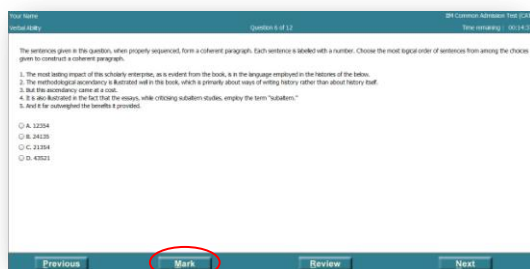 Your Name
IIM Common Admission Test (CAT
Verbal Ability
Question 6 of 12
Time remaining : 00:14:5
The sentences given in this question, when properly sequenced, form a coherent paragraph. Each sentence is labeled with a number. Choose the most logical order of sentences from among the choices
given to construct a coherent paragraph.
1. The most lasting impact of this scholarly enterprise, as is evident from the book, is in the language employed in the histories of the below.
2. The methodological ascendancy is illustrated well in this book, which is primarily about ways of writing history rather than about history itself.
3. But this ascendancy came at a cost.
4. It is also illustrated in the fact that the essays, while criticising subaltern studies, employ the term "subaltern."
5. And it far outweighed the benefits it provided.
A. 12354
B. 24135
C. 21354
D. 43521
Previous
Mark
Review
Next